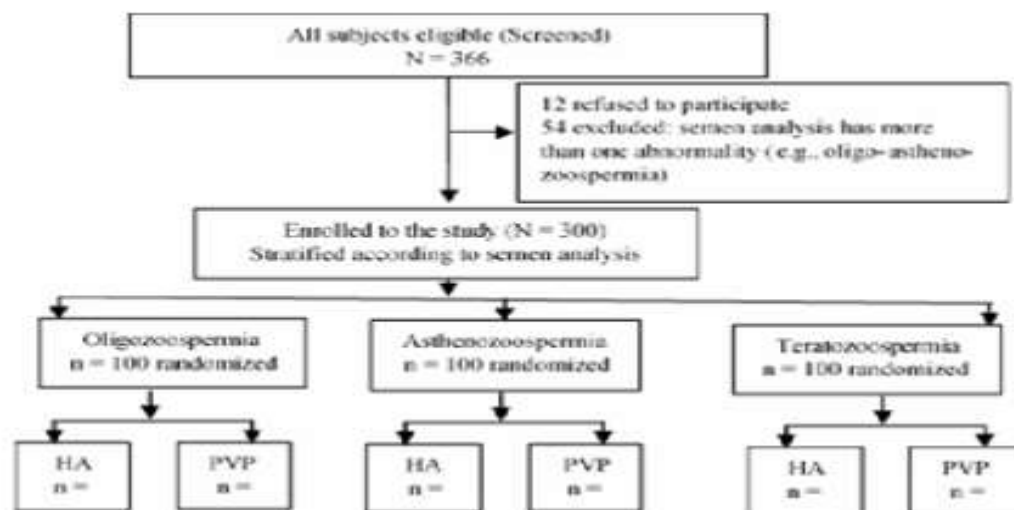 All subjects eligible (Screened)
N = 366
12 refused to participate
54 excluded: semen analysis has more
than one abnormality (e.g., oligo-astheno-
zoospermia)
Enrolled to the study (N = 300)
Stratified according to semen analysis
Oligozoospermia
n = 100 randomized
Asthenozoospermia
n = 100 randomized
Teratozoospermia
n = 100 randomized
HA
n =
PVP
n =
HA
n =
PVP
n =
HA
n =
PVP
n =